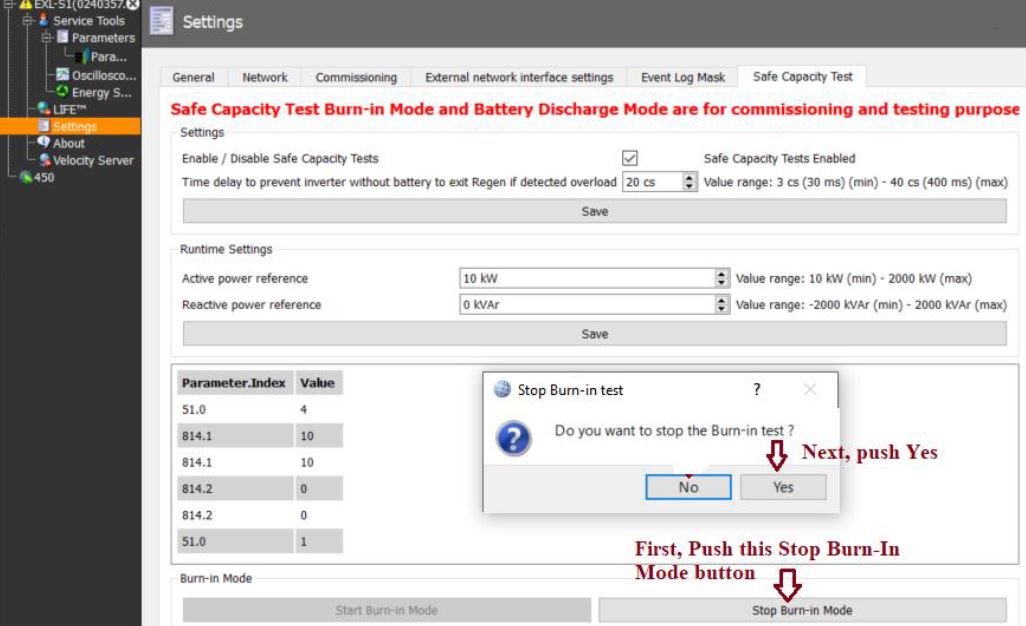 EXL-S1(0240357.
Service Tools
Parameters
Para...
Oscillosco...
Energy S...
LIFE™
Settings
About
Velocity Server
450
Settings
General Network Commissioning External network interface settings Event Log Mask Safe Capacity Test
Safe Capacity Test Burn-in Mode and Battery Discharge Mode are for commissioning and testing purpose
Settings
Enable / Disable Safe Capacity Tests Safe Capacity Tests Enabled
Time delay to prevent inverter without battery to exit Regen if detected overload 20 cs Value range: 3 cs (30 ms) (min) - 40 cs (400 ms) (max)
Save
Runtime Settings
Active power reference 10 kW Value range: 10 kW (min) - 2000 kW (max)
Reactive power reference 0 kVAr Value range: -2000 kVAr (min) - 2000 kVAr (max)
Save
Parameter.Index Value
51.0 4
814.1 10
814.1 10
814.2 0
814.2 0
51.0 1
Stop Burn-in test ?
Do you want to stop the Burn-in test ?
Next, push Yes
No Yes
First, Push this Stop Burn-In
Mode button
Burn-in Mode
Start Burn-in Mode Stop Burn-in Mode